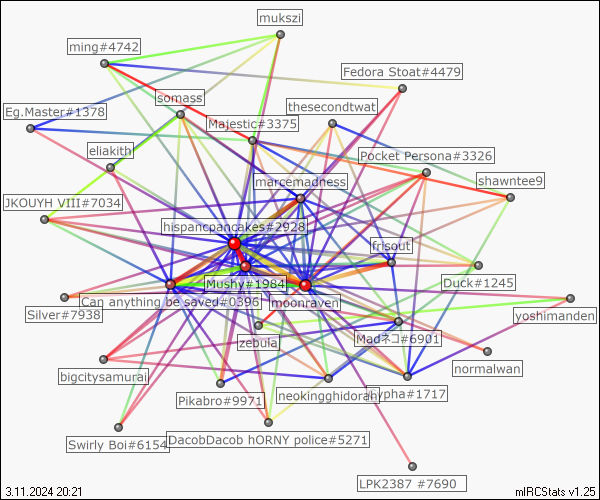 mukszi
ming#4742
Fedora Stoat#4479
somass
thesecondtwat
Eg.Master#1378
Majestic#3375
eliakith
Pocket Persona#3326
marcemadness
shawntee9
JKOUYH VIII#7034
hispancpancakes#2928
frisout
Mushy#1984
Duck#1245
Can anything be saved#0396
moonraven
Silver#7938
yoshimanden
zebula
Madネコ#6901
normalwan
bigcitysamurai
Pikabro#9971
neokingghidorah
ypha#1717
Swirly Boi#6154
DacobDacob hORNY police#5271
LPK2387 #7690
3.11.2024 20:21
mIRCStats v1.25